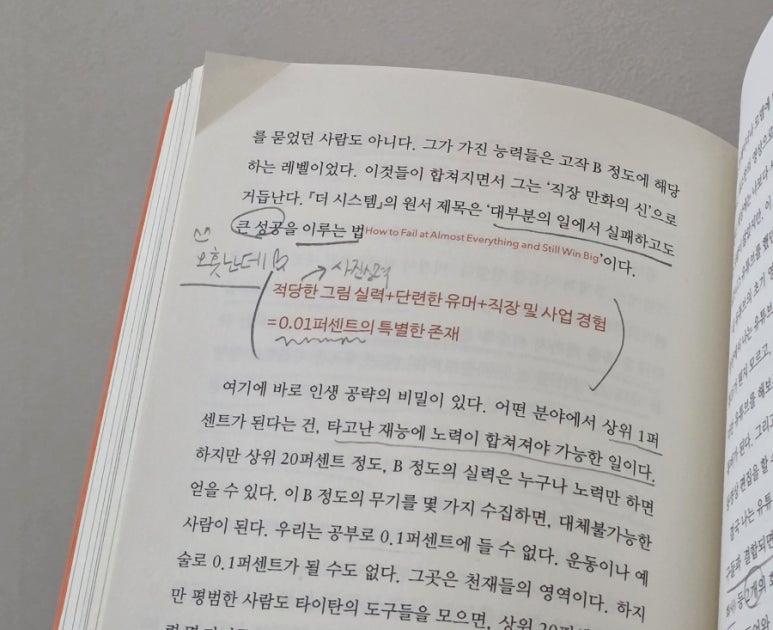 를 묻었던 사람도 아니다. 그가 가진 능력들은 고작 B 정도에 해당
하는 레벨이었다. 이것들이 합쳐지면서 그는 ‘직장 만화의 신’으로
거듭난다. 『더 시스템』의 원서 제목은 ‘대부분의 일에서 실패하고도
큰 성공을 이루는 법How to Fail at Almost Everything and Still Win Big’이다.
사진실력
적당한 그림 실력+단련한 유머+직장 및 사업 경험
=0.01퍼센트의 특별한 존재
여기에 바로 인생 공략의 비밀이 있다. 어떤 분야에서 상위 1퍼
센트가 된다는 건, 타고난 재능에 노력이 합쳐져야 가능한 일이다.
하지만 상위 20퍼센트 정도, B 정도의 실력은 누구나 노력만 하면
얻을 수 있다. 이 B 정도의 무기를 몇 가지 수집하면, 대체불가능한
사람이 된다. 우리는 공부로 0.1퍼센트에 들 수 없다. 운동이나 예
술로 0.1퍼센트가 될 수도 없다. 그곳은 천재들의 영역이다. 하지
만 평범한 사람도 타이탄의 도구들을 모으면, 상위